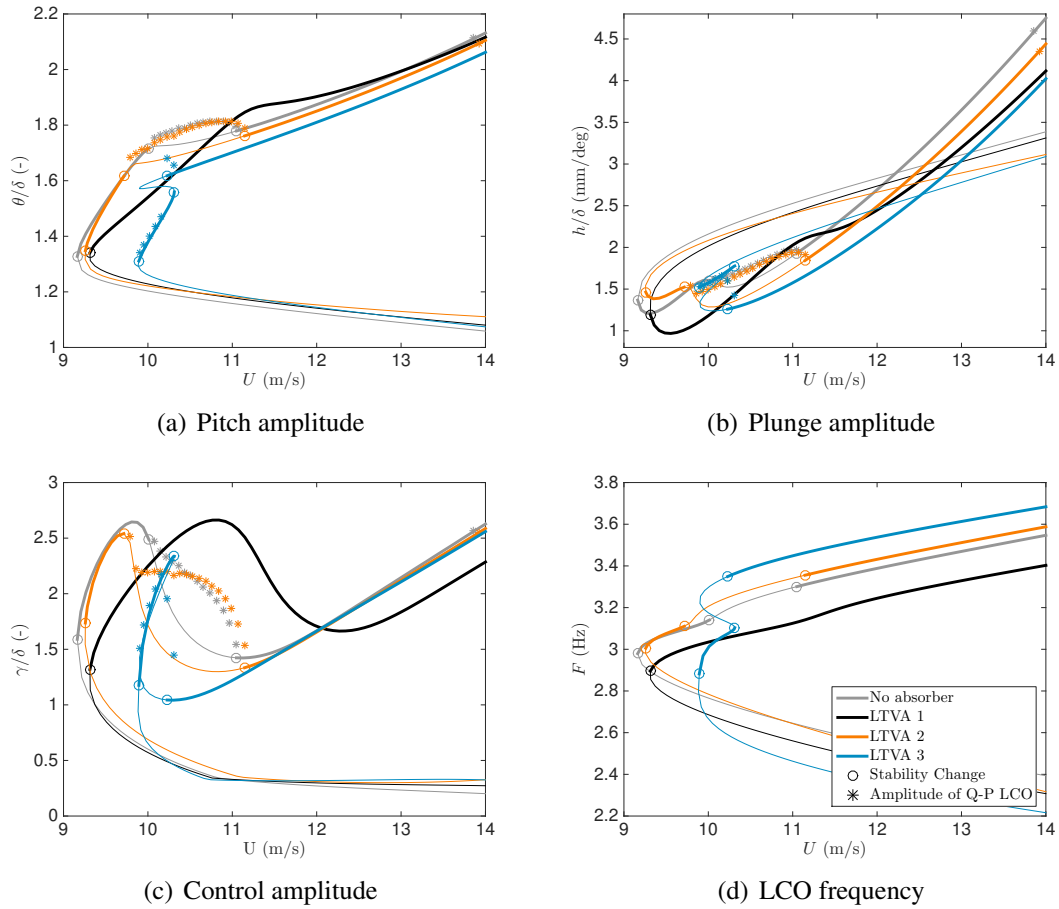 2.2
2
1.8
1.6
1.4
1.2
1
θ/δ (-)
9 10 11 12 13 14
U (m/s)
(a) Pitch amplitude
4.5
4
3.5
3
2.5
2
1.5
1
h/δ (mm/deg)
9 10 11 12 13 14
U (m/s)
(b) Plunge amplitude
3
2.5
2
1.5
1
0.5
0
γ/δ (-)
9 10 11 12 13 14
U (m/s)
(c) Control amplitude
3.8
3.6
3.4
3.2
3
2.8
2.6
2.4
2.2
F (Hz)
No absorber
LTVA 1
LTVA 2
LTVA 3
Stability Change
Amplitude of Q-P LCO
9 10 11 12 13 14
U (m/s)
(d) LCO frequency